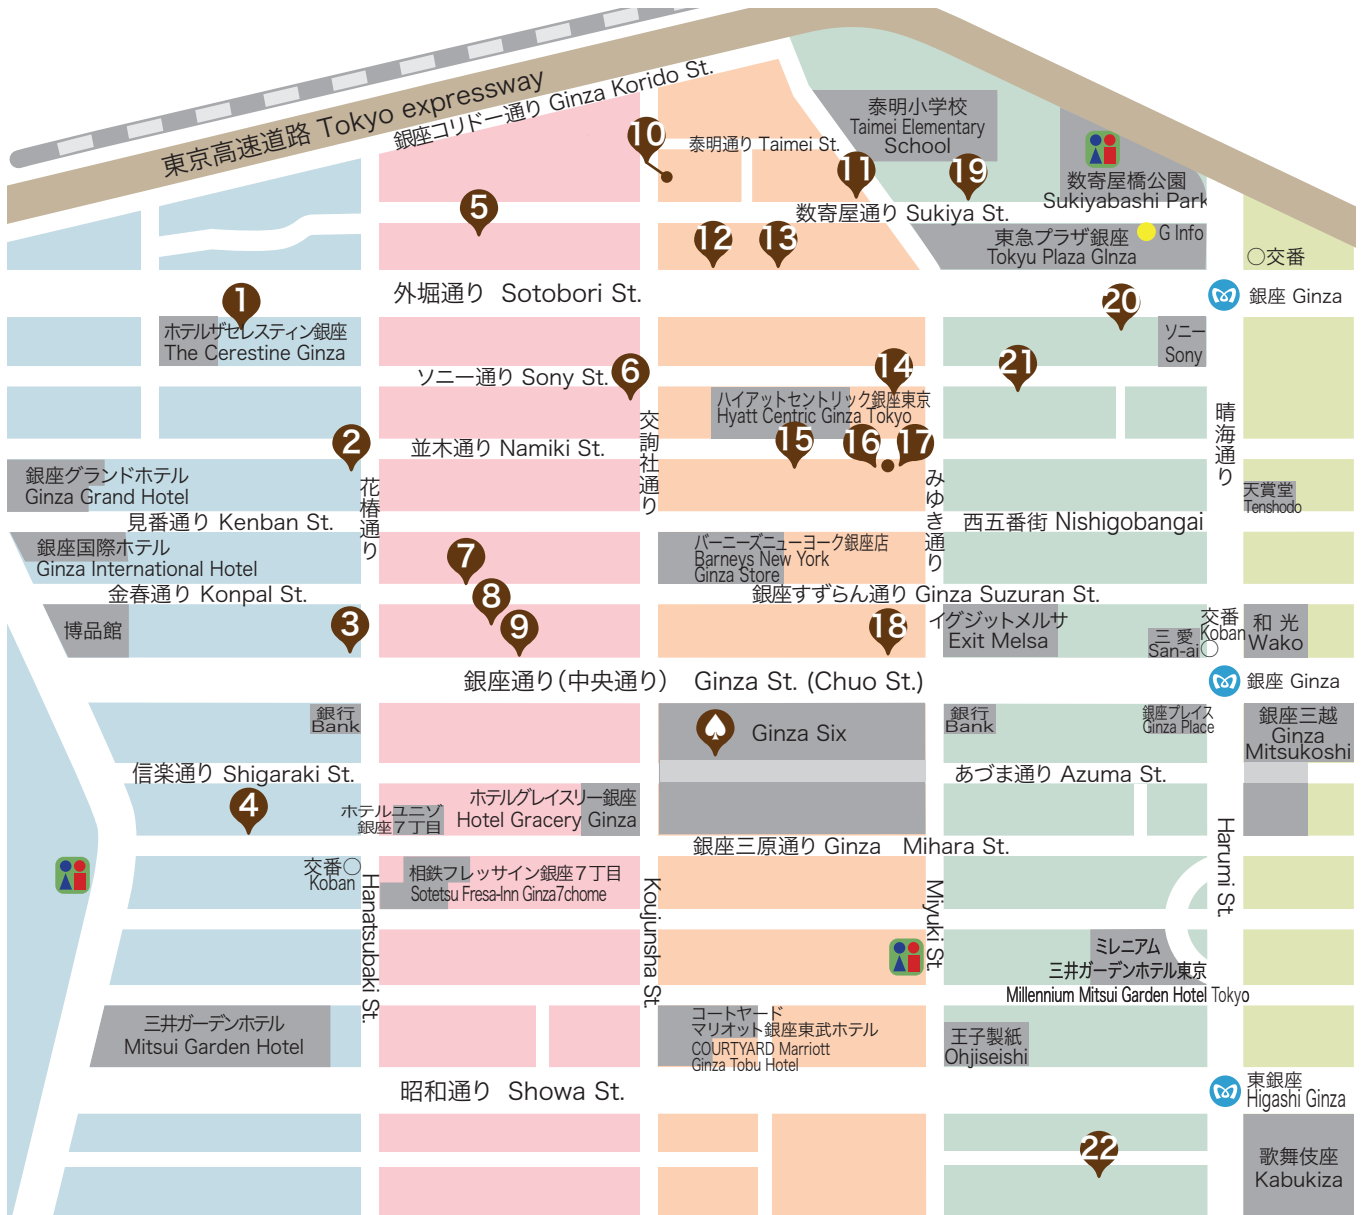 東京高速道路 Tokyo expressway
銀座コリドー通り Ginza Korido St.
10
泰明通り Taimei St.
泰明小学校
Taimei Elementary
School
11
19
数寄屋橋公園
Sukiyabashi Park
5
数寄屋通り Sukiya St.
12
13
東急プラザ銀座
Tokyu Plaza GInza
G Info
〇交番
1
外堀通り Sotobori St.
20
銀座 Ginza
ホテルザセレスティン銀座
The Cerestine Ginza
ソニー
Sony
6
ソニー通り Sony St.
14
21
ハイアットセントリック銀座東京
Hyatt Centric Ginza Tokyo
2
並木通り Namiki St.
交詢社通り
15
16
17
晴海通り
銀座グランドホテル
Ginza Grand Hotel
花椿通り
みゆき通り
天賞堂
Tenshodo
見番通り Kenban St.
西五番街 Nishigobangai
銀座国際ホテル
Ginza International Hotel
7
バーニーズニューヨーク銀座店
Barneys New York
Ginza Store
金春通り Konpal St.
8
銀座すずらん通り Ginza Suzuran St.
博品館
3
9
18
イグジットメルサ
Exit Melsa
三愛
San-ai〇
交番
Koban
和光
Wako
銀座通り(中央通り) Ginza St. (Chuo St.)
銀座 Ginza
銀行
Bank
Ginza Six
銀行
Bank
銀座プレイス
Ginza Place
銀座三越
Ginza
Mitsukoshi
信楽通り Shigaraki St.
あづま通り Azuma St.
4
ホテルユニゾ
銀座７丁目
ホテルグレイスリー銀座
Hotel Gracery Ginza
銀座三原通り Ginza Mihara St.
Harumi St.
交番〇
Koban
Hanatsubaki St.
相鉄フレッサイン銀座７丁目
Sotetsu Fresa-Inn Ginza7chome
Koujunsha St.
Miyuki St.
ミレニアム
三井ガーデンホテル東京
Millennium Mitsui Garden Hotel Tokyo
三井ガーデンホテル
Mitsui Garden Hotel
コートヤード
マリオット銀座東武ホテル
COURTYARD Marriott
Ginza Tobu Hotel
王子製紙
Ohjiseishi
昭和通り Showa St.
東銀座
Higashi Ginza
22
歌舞伎座
Kabukiza